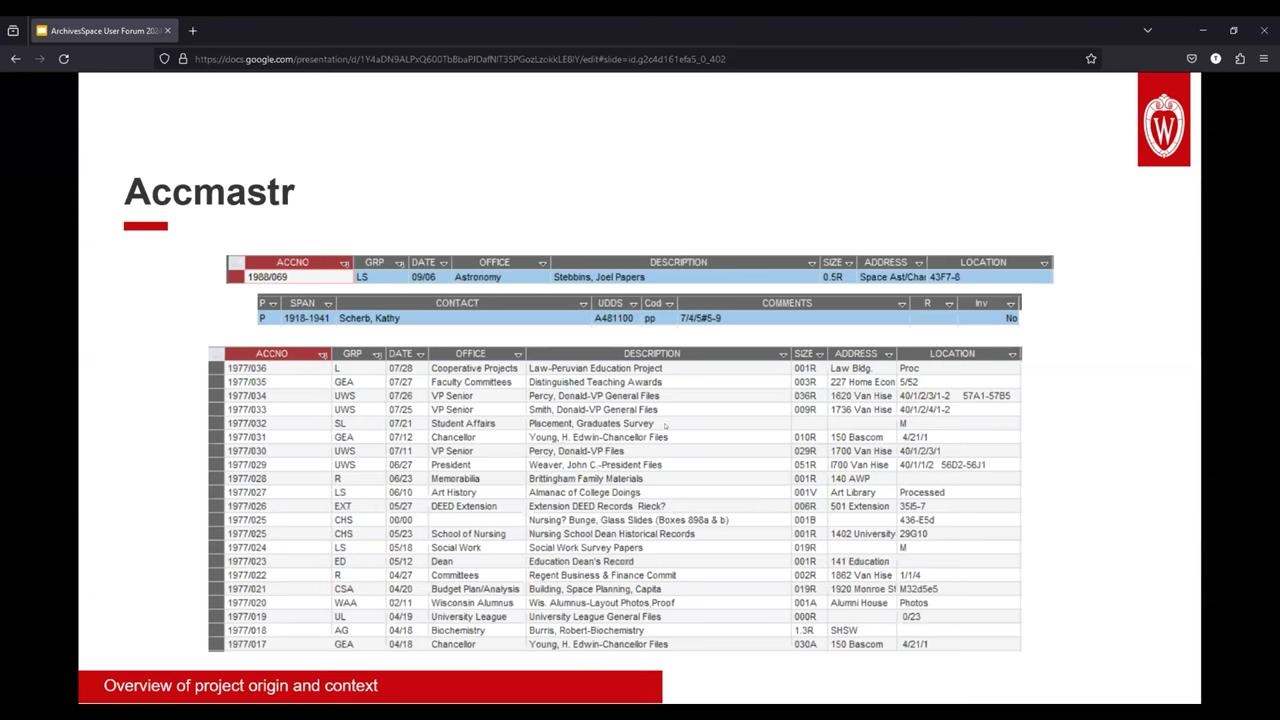 ArchivesSpace User Forum 202
https://docs.google.com/presentation/d/1Y4aDN9ALPxQ600TbBbaPJDafNIT3SPGozLzokkLE8IY/edit#slide=id.g2c4d161efa5_0_402
W
Accmastr
ACCNO GRP DATE OFFICE DESCRIPTION SIZE ADDRESS LOCATION
1988/069 LS 09/06 Astronomy Stebbins, Joel Papers 0.5R Space Ast/Char 43F7-8
P SPAN CONTACT UDDS Cod COMMENTS R Inv
P 1918-1941 Scherb, Kathy A481100 pp 7/4/5#5-9 No
ACCNO GRP DATE OFFICE DESCRIPTION SIZE ADDRESS LOCATION
1977/036 L 07/28 Cooperative Projects Law-Peruvian Education Project 001R Law Bldg. Proc
1977/035 GEA 07/27 Faculty Committees Distinguished Teaching Awards 003R 227 Home Econ 5/52
1977/034 UWS 07/26 VP Senior Percy, Donald-VP General Files 036R 1620 Van Hise 40/1/2/3/1-2 57A1-57B5
1977/033 UWS 07/25 VP Senior Smith, Donald-VP General Files 009R 1736 Van Hise 40/1/2/4/1-2
1977/032 SL 07/21 Student Affairs Placement, Graduates Survey M
1977/031 GEA 07/12 Chancellor Young, H. Edwin-Chancellor Files 010R 150 Bascom 4/21/1
1977/030 UWS 07/11 VP Senior Percy, Donald-VP Files 029R 1700 Van Hise 40/1/2/3/1
1977/029 UWS 06/27 President Weaver, John C.-President Files 051R I700 Van Hise 40/1/1/2 56D2-56J1
1977/028 R 06/23 Memorabilia Brittingham Family Materials 001R 140 AWP
1977/027 LS 06/10 Art History Almanac of College Doings 001V Art Library Processed
1977/026 EXT 05/27 DEED Extension Extension DEED Records Rieck? 006R 501 Extension 35I5-7
1977/025 CHS 00/00 Nursing? Bunge, Glass Slides (Boxes 898a & b) 001B 436-E5d
1977/025 CHS 05/23 School of Nursing Nursing School Dean Historical Records 001R 1402 University 29G10
1977/024 LS 05/18 Social Work Social Work Survey Papers 019R M
1977/023 ED 05/12 Dean Education Dean's Record 001R 141 Education
1977/022 R 04/27 Committees Regent Business & Finance Commit 002R 1862 Van Hise 1/1/4
1977/021 CSA 04/20 Budget Plan/Analysis Building, Space Planning, Capita 019R 1920 Monroe St M32d5e5
1977/020 WAA 02/11 Wisconsin Alumnus Wis. Alumnus-Layout Photos,Proof 001A Alumni House Photos
1977/019 UL 04/19 University League University League General Files 000R 0/23
1977/018 AG 04/18 Biochemistry Burris, Robert-Biochemistry 1.3R SHSW
1977/017 GEA 04/18 Chancellor Young, H. Edwin-Chancellor Files 030A 150 Bascom 4/21/1
Overview of project origin and context